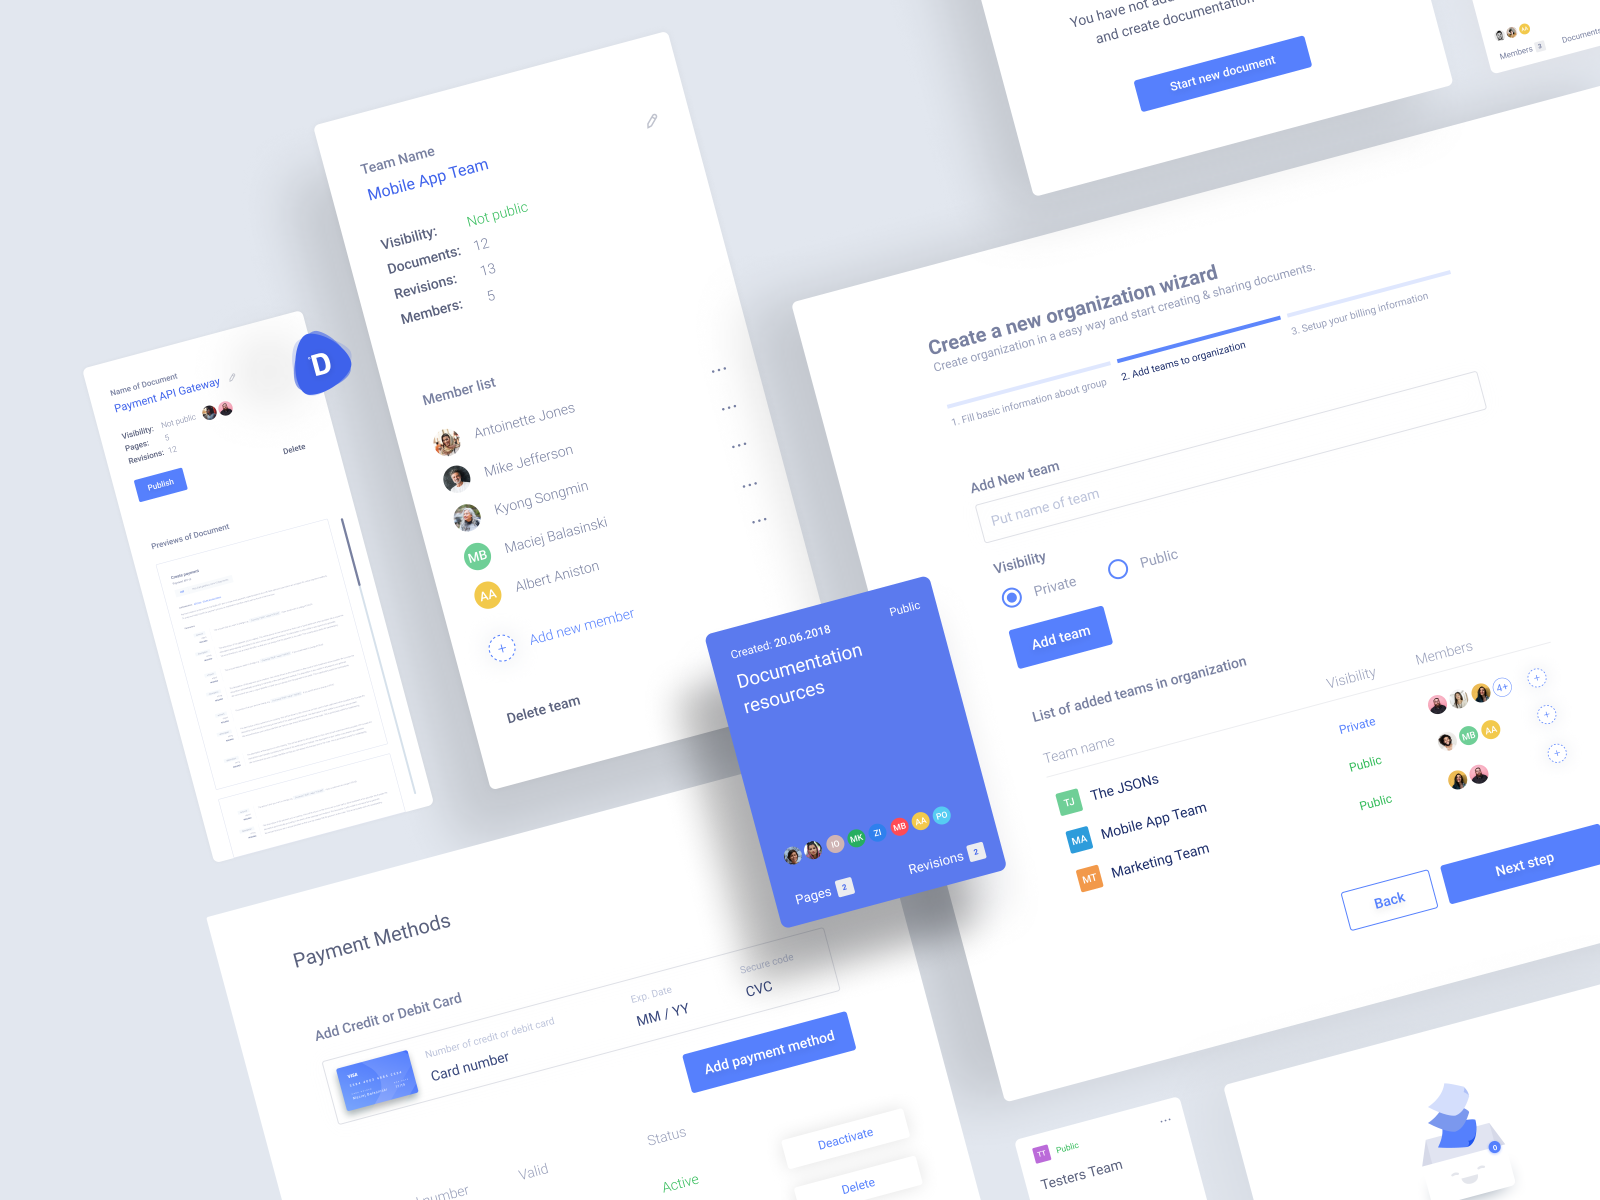 Name of Document
Payment API Gateway
Visibility: Not public
Pages: 5
Revisions: 12
Publish
Delete
Previews of Document
D
Team Name
Mobile App Team
Visibility: Not public
Documents: 12
Revisions: 13
Members: 5
Member list
Antoinette Jones
Mike Jefferson
Kyong Songmin
MB Maciej Balasinski
AA Albert Aniston
+ Add new member
Delete team
You have not
and create documentation
Start new document
Members 3
Create a new organization wizard
Create organization in a easy way and start creating & sharing documents.
1. Fill basic information about group
2. Add teams to organization
3. Setup your billing information
Add New team
Put name of team
Visibility
Private
Public
Add team
List of added teams in organization
Team name Visibility Members
TJ The JSONs Private 4+ +
MA Mobile App Team Public MB AA +
MT Marketing Team Public +
Back
Next step
Created: 20.06.2018 Public
Documentation
resources
IO MK ZI MB AA PO
Pages 2 Revisions 2
Payment Methods
Add Credit or Debit Card
VISA
Number of credit or debit card
Card number
Exp. Date
MM / YY
Secure code
CVC
Add payment method
number Valid Status
Active
Deactivate
Delete
TT Public
Testers Team
0